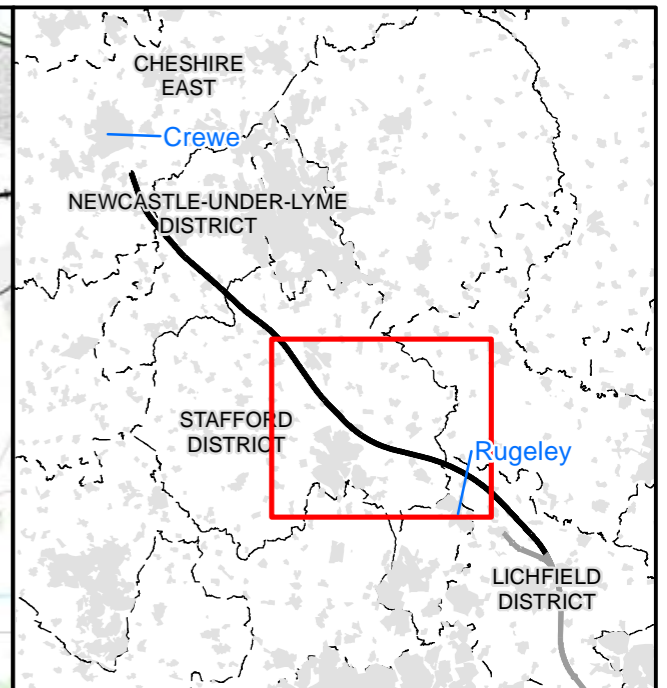 CHESHIRE
EAST
Crewe
NEWCASTLE-UNDER-LYME
DISTRICT
STAFFORD
DISTRICT
Rugeley
LICHFIELD
DISTRICT